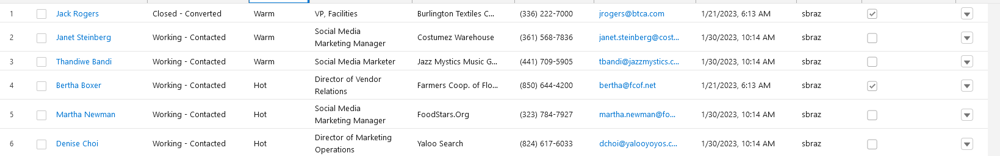 1 Jack Rogers Closed - Converted Warm VP, Facilities Burlington Textiles C... (336) 222-7000 jrogers@btca.com 1/21/2023, 6:13 AM sbraz
2 Janet Steinberg Working - Contacted Warm Social Media Marketing Manager Costumez Warehouse (361) 568-7836 janet.steinberg@cost... 1/30/2023, 10:14 AM sbraz
3 Thandiwe Bandi Working - Contacted Warm Social Media Marketer Jazz Mystics Music G... (441) 709-5905 tbandi@jazzmystics.c... 1/30/2023, 10:14 AM sbraz
4 Bertha Boxer Working - Contacted Hot Director of Vendor Relations Farmers Coop. of Flo... (850) 644-4200 bertha@fcof.net 1/21/2023, 6:13 AM sbraz
5 Martha Newman Working - Contacted Hot Social Media Marketing Manager FoodStars.Org (323) 784-7927 martha.newman@fo... 1/30/2023, 10:14 AM sbraz
6 Denise Choi Working - Contacted Hot Director of Marketing Operations Yaloo Search (824) 617-6033 dchoi@yalooyoyos.c... 1/30/2023, 10:14 AM sbraz